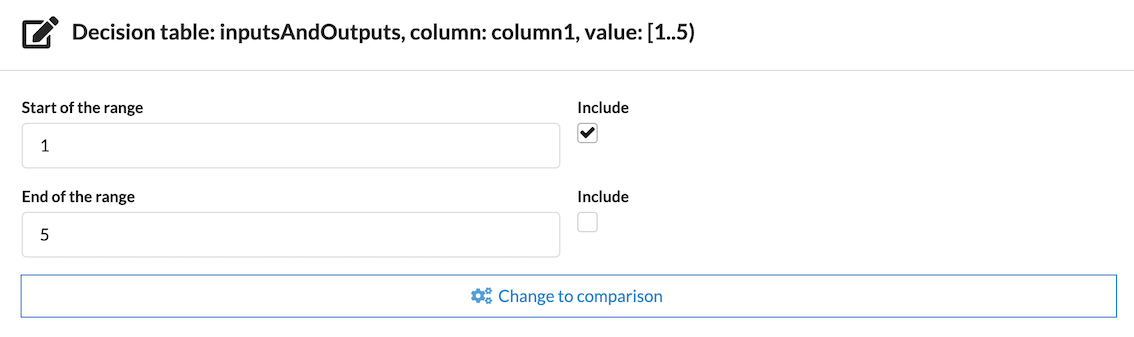 Decision table: inputsAndOutputs, column: column1, value: [1..5)
Start of the range
Include
1
End of the range
Include
5
Change to comparison